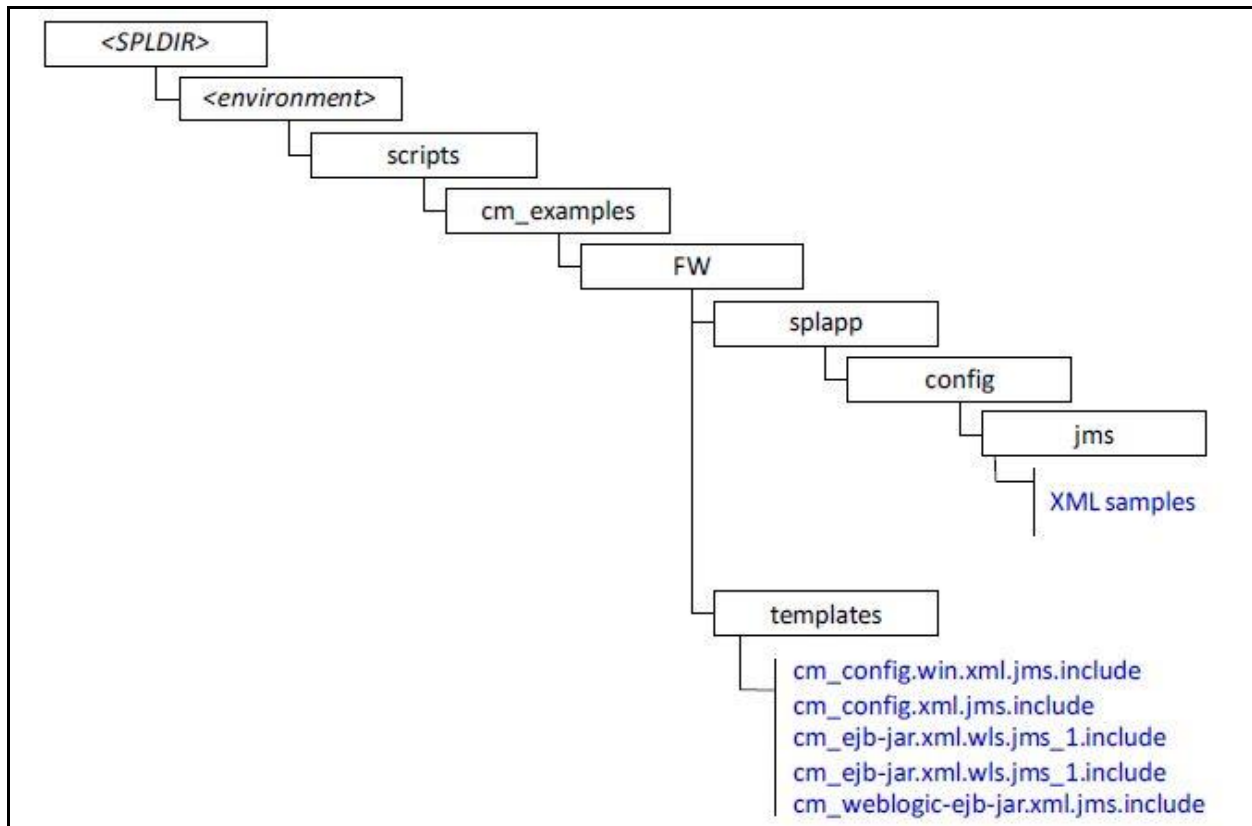 <SPLDIR>
<environment>
scripts
cm_examples
FW
splapp
config
jms
XML samples
templates
cm_config.win.xml.jms.include
cm_config.xml.jms.include
cm_ejb-jar.xml.wls.jms_1.include
cm_ejb-jar.xml.wls.jms_1.include
cm_weblogic-ejb-jar.xml.jms.include